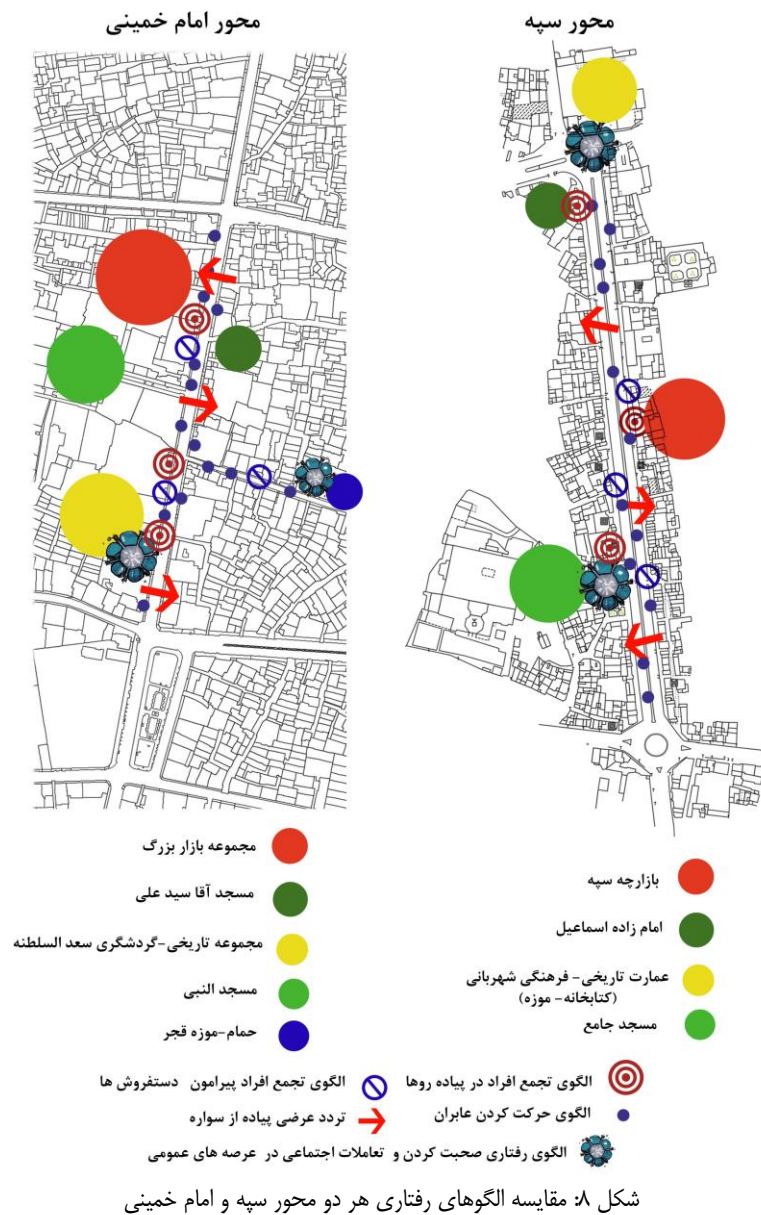 محور سپه
محور امام خمینی
بازارچه سپه
امام زاده اسماعیل
عمارت تاریخی- فرهنگی شهربانی
(کتابخانه- موزه)
مسجد جامع
مجموعه بازار بزرگ
مسجد آقا سید علی
مجموعه تاریخی-گردشگری سعد السلطنه
مسجد النبی
حمام-موزه قجر
الگوی تجمع افراد در پیاده روها
الگوی تجمع افراد پیرامون دستفروش ها
الگوی حرکت کردن عابران
تردد عرضی پیاده از سواره
الگوی رفتاری صحبت کردن و تعاملات اجتماعی در عرصه های عمومی
شکل ۸: مقایسه الگوهای رفتاری هر دو محور سپه و امام خمینی